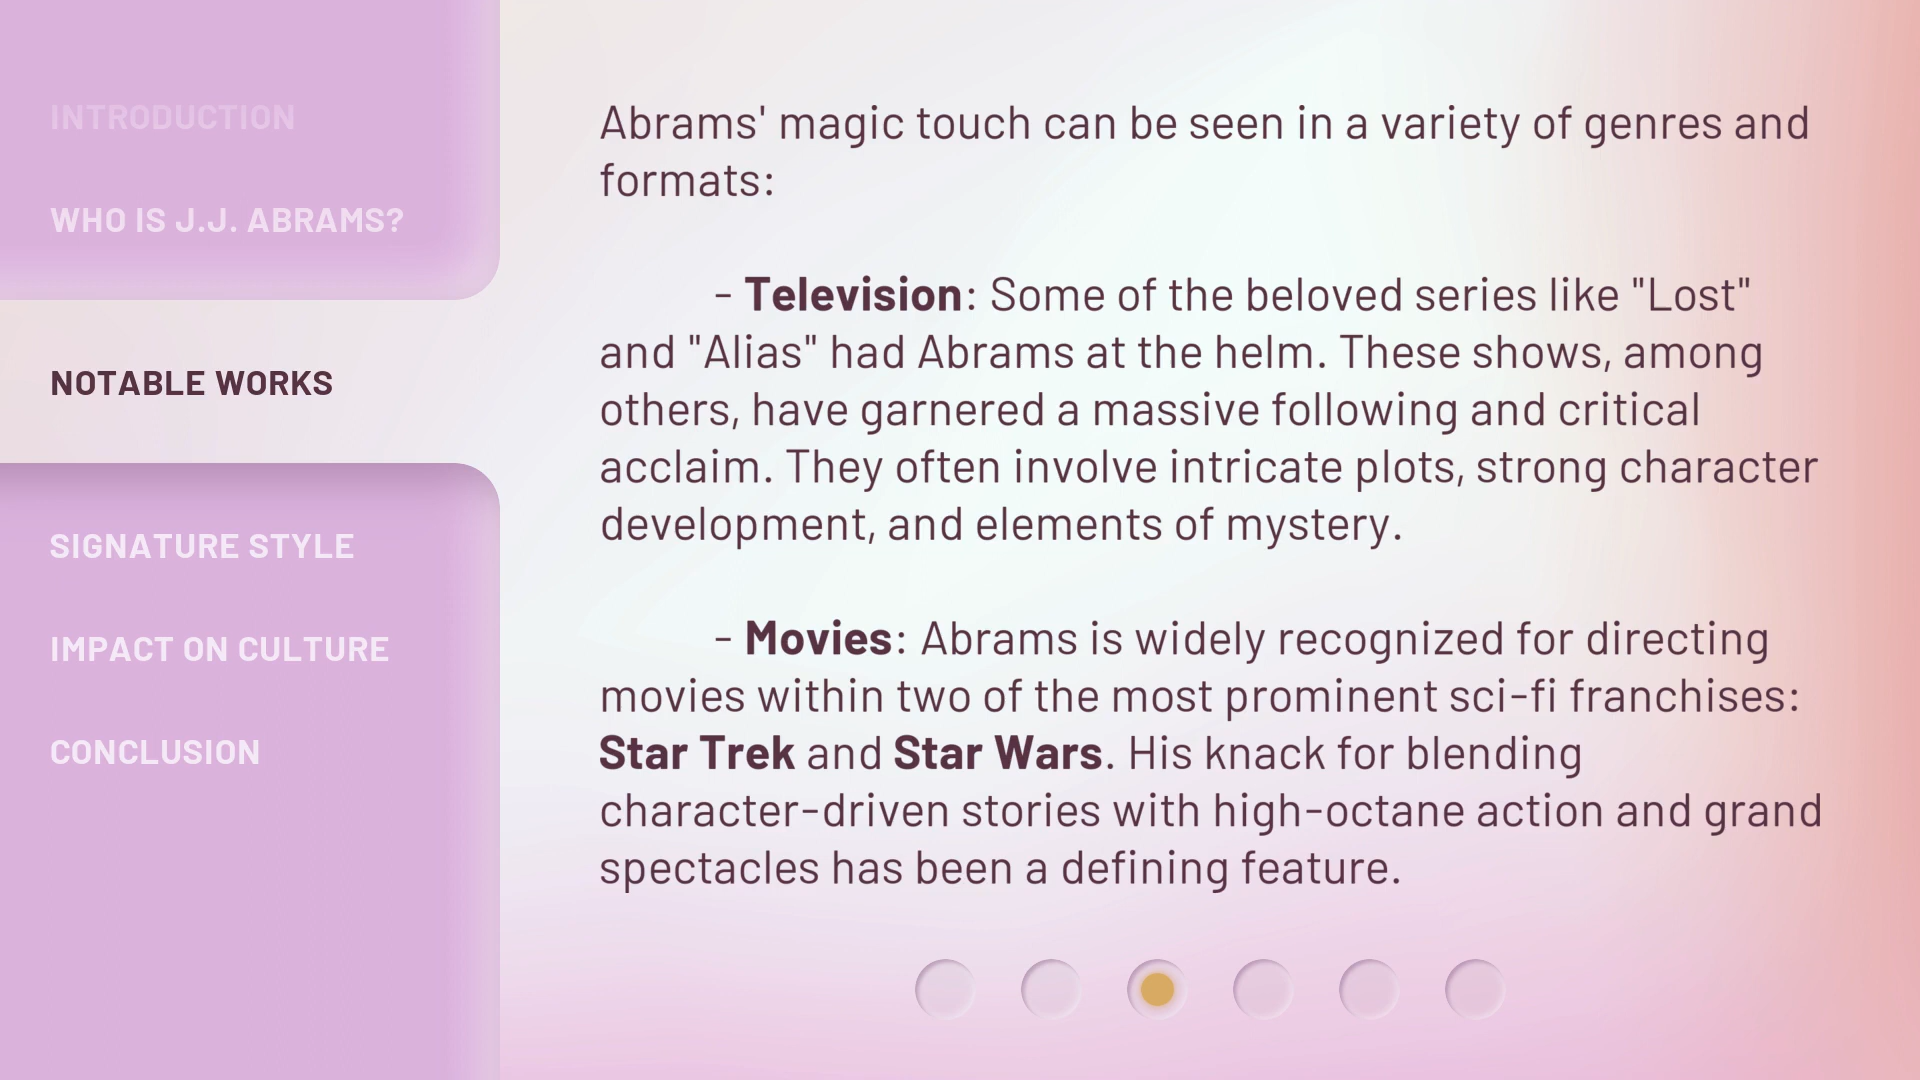 INTRODUCTION
WHO IS J.J. ABRAMS?
NOTABLE WORKS
SIGNATURE STYLE
IMPACT ON CULTURE
CONCLUSION
Abrams' magic touch can be seen in a variety of genres and
formats:
- Television: Some of the beloved series like "Lost"
and "Alias" had Abrams at the helm. These shows, among
others, have garnered a massive following and critical
acclaim. They often involve intricate plots, strong character
development, and elements of mystery.
- Movies: Abrams is widely recognized for directing
movies within two of the most prominent sci-fi franchises:
Star Trek and Star Wars. His knack for blending
character-driven stories with high-octane action and grand
spectacles has been a defining feature.